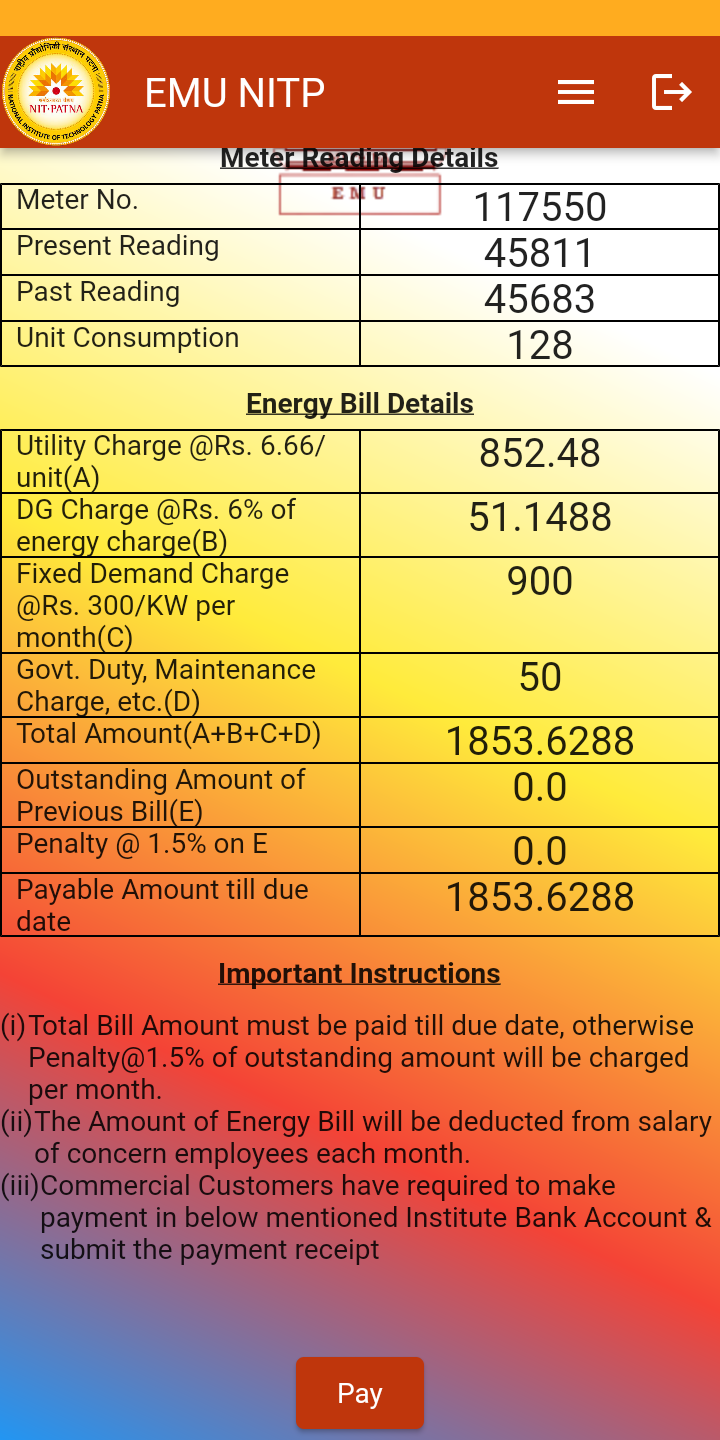 राष्ट्रीय प्रौद्योगिकी संस्थान पटना
NIT-PATNA
NATIONAL INSTITUTE OF TECHNOLOGY PATNA
EMU NITP
Meter Reading Details
EMU
Meter No. 117550
Present Reading 45811
Past Reading 45683
Unit Consumption 128
Energy Bill Details
Utility Charge @Rs. 6.66/ 852.48
unit(A)
DG Charge @Rs. 6% of 51.1488
energy charge(B)
Fixed Demand Charge 900
@Rs. 300/KW per
month(C)
Govt. Duty, Maintenance 50
Charge, etc.(D)
Total Amount(A+B+C+D) 1853.6288
Outstanding Amount of 0.0
Previous Bill(E)
Penalty @ 1.5% on E 0.0
Payable Amount till due 1853.6288
date
Important Instructions
(i) Total Bill Amount must be paid till due date, otherwise
Penalty@1.5% of outstanding amount will be charged
per month.
(ii) The Amount of Energy Bill will be deducted from salary
of concern employees each month.
(iii) Commercial Customers have required to make
payment in below mentioned Institute Bank Account &
submit the payment receipt
Pay